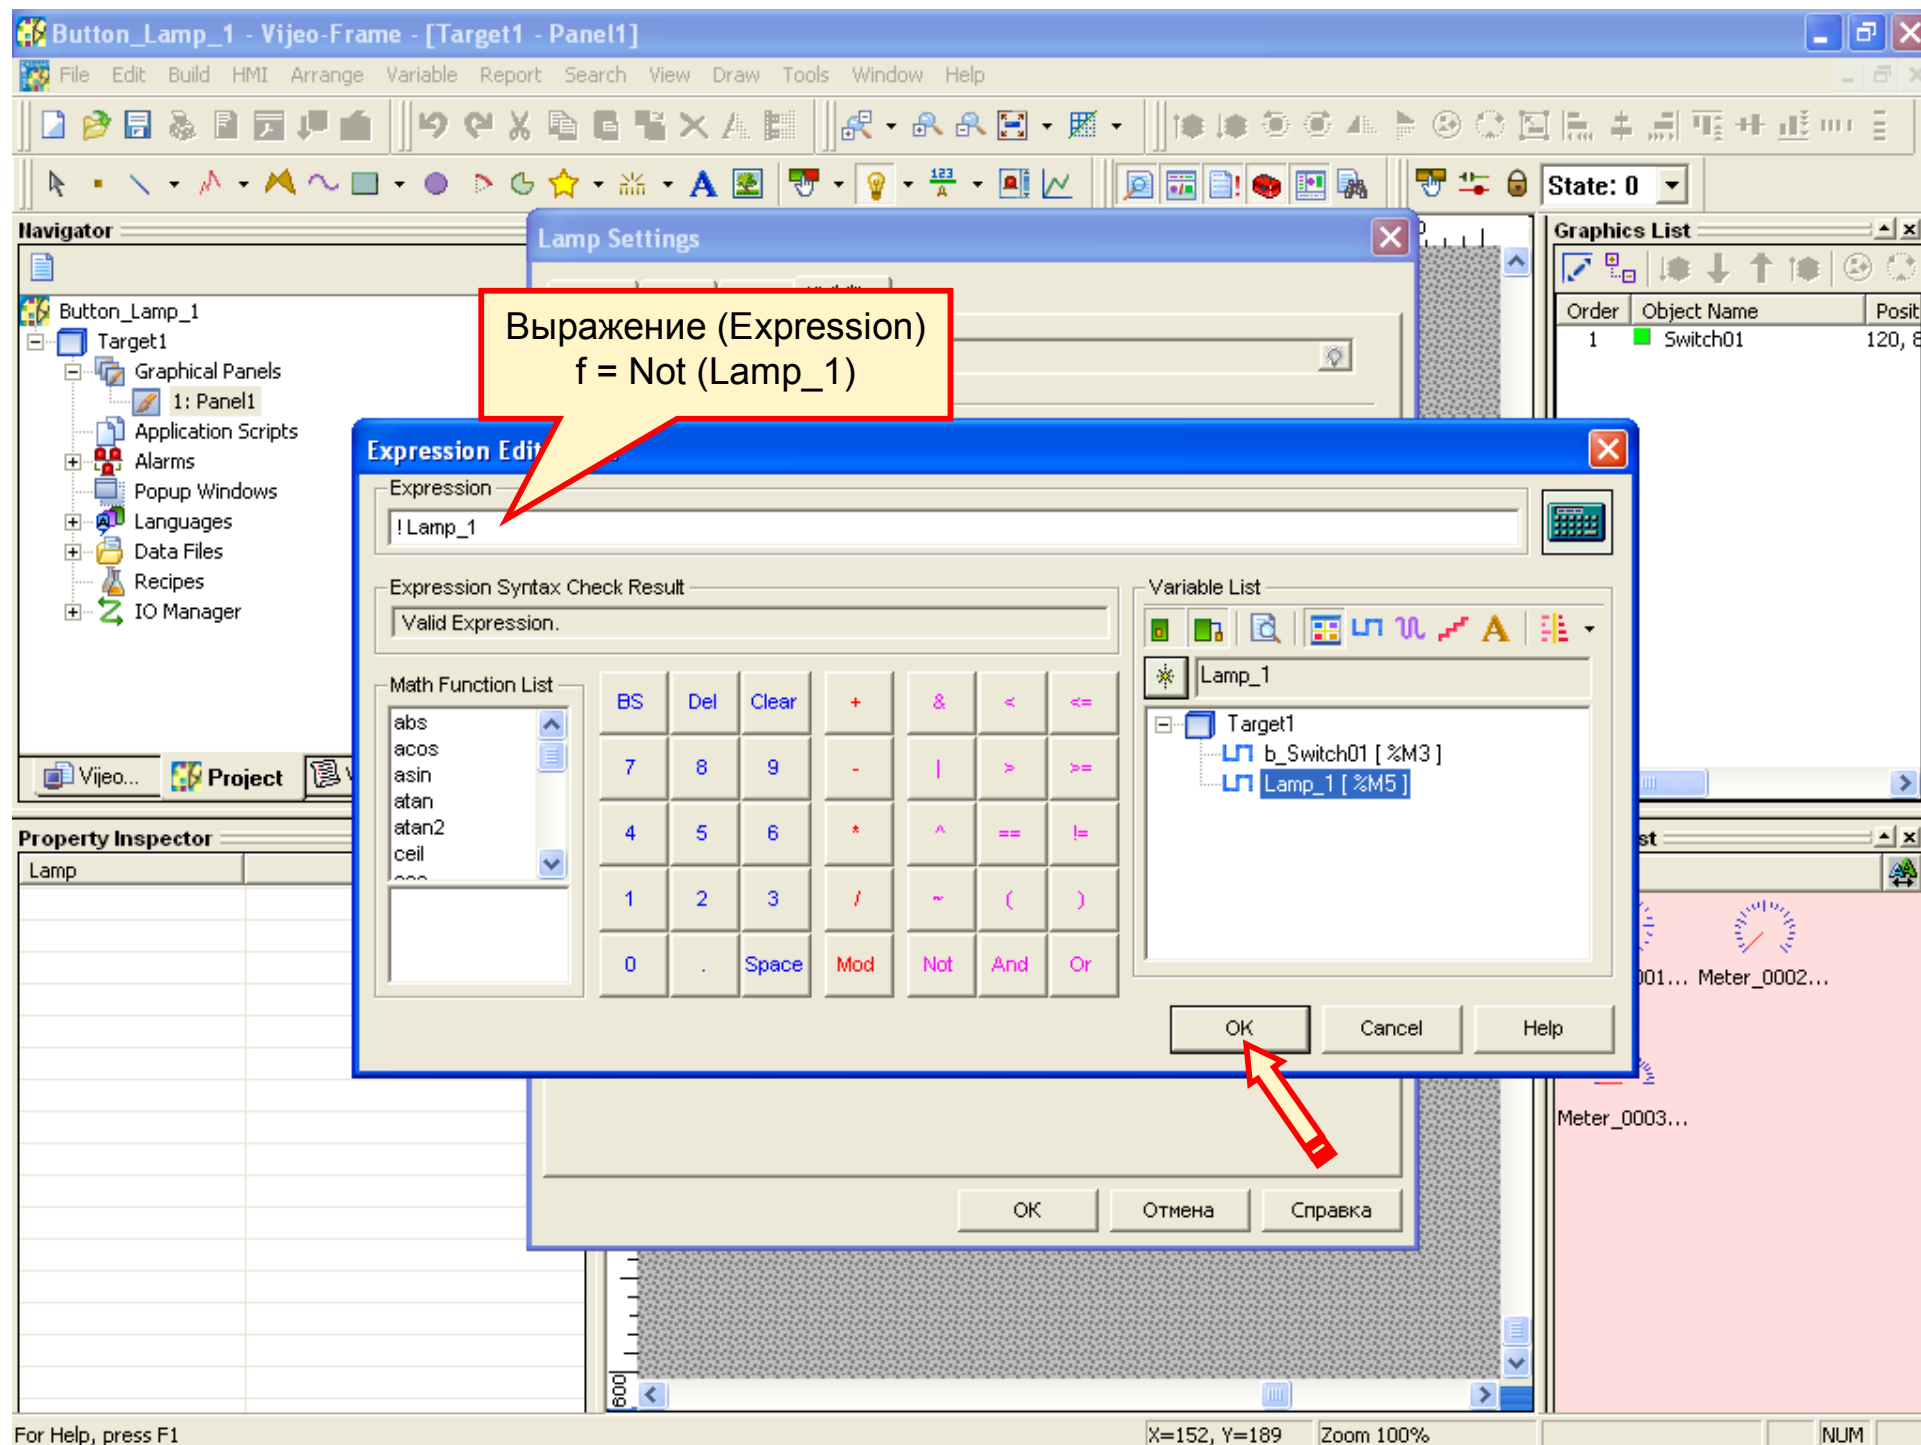 Button_Lamp_1 - Vijeo-Frame - [Target1 - Panel1]
File Edit Build HMI Arrange Variable Report Search View Draw Tools Window Help
State: 0
Navigator
Lamp Settings
Graphics List
Button_Lamp_1
Target1
Graphical Panels
1: Panel1
Application Scripts
Alarms
Popup Windows
Languages
Data Files
Recipes
IO Manager
Order Object Name Posit
1 Switch01 120, 8
Выражение (Expression)
f = Not (Lamp_1)
Expression Edit
Expression
!Lamp_1
Expression Syntax Check Result
Valid Expression.
Variable List
Lamp_1
Target1
b_Switch01 [ %M3 ]
Lamp_1 [ %M5 ]
Math Function List
abs
acos
asin
atan
atan2
ceil
BS Del Clear + & < <=
7 8 9 - | > >=
4 5 6 * ^ == !=
1 2 3 / ~ ( )
0 . Space Mod Not And Or
OK Cancel Help
Vijeo... Project
Property Inspector
Lamp
st
001... Meter_0002...
Meter_0003...
ОК Отмена Справка
600
For Help, press F1
X=152, Y=189 Zoom 100% NUM